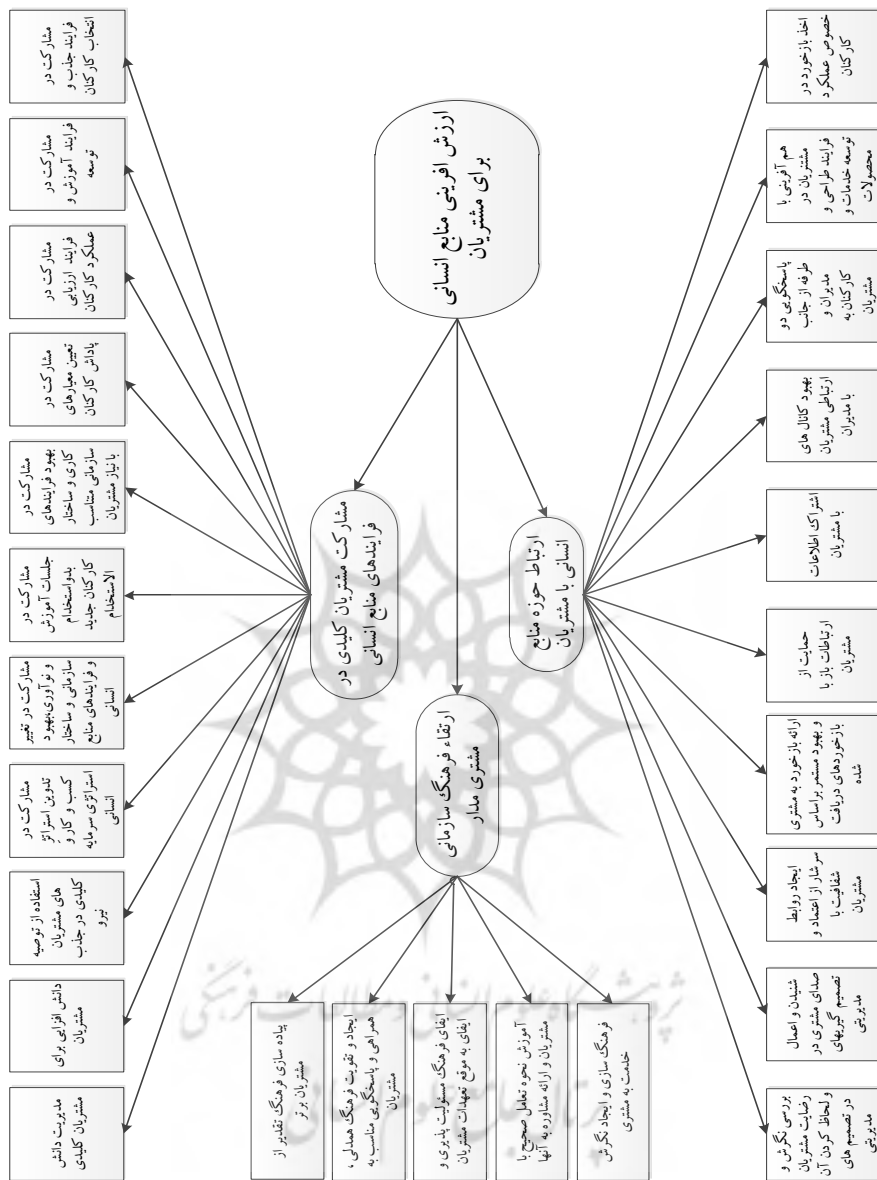 ارزش افرینی منابع انسانی
برای مشتریان
مشارکت مشتریان کلیدی در
فرایندهای منابع انسانی
ارتباط حوزه منابع
انسانی با مشتریان
ارتقاء فرهنگ سازمانی
مشتری مدار
مشارکت در
فرایند جذب و
انتخاب کارکنان
مشارکت در
فرایند آموزش و
توسعه
مشارکت در
فرایند ارزیابی
عملکرد کارکنان
مشارکت در
تعیین معیارهای
پاداش کارکنان
مشارکت در
بهبود فرایندهای
کاری و ساختار
سازمانی متناسب
با نیاز مشتریان
مشارکت در
جلسات آموزش
بدواستخدام
کارکنان جدید
الاستخدام
مشارکت در تغییر
و نوآوری،بهبود
سازمانی و ساختار
و فرایندهای منابع
انسانی
مشارکت در
تدوین استراتژِ
کسب و کار و
استراتژی سرمایه
انسانی
استفاده از توصیه
های مشتریان
کلیدی در جذب
نیرو
دانش افزایی برای
مشتریان
مدیریت دانش
مشتریان کلیدی
اخذ بازخورد در
خصوص عملکرد
کارکنان
هم آفرینی با
مشتریان در
فرایند طراحی و
توسعه خدمات و
محصولات
پاسخگویی دو
طرفه از جانب
مدیران و
کارکنان به
مشتریان
بهبود کانال های
ارتباطی مشتریان
با مدیران
اشتراک اطلاعات
با مشتریان
حمایت از
ارتباطات باز با
مشتریان
ارائه بازخورد به مشتری
و بهبود مستمر براساس
بازخوردهای دریافت
شده
ایجاد روابط
سرشار از اعتماد و
شفافیت با
مشتریان
شنیدن و اعمال
صدای مشتری در
تصمیم گیریهای
مدیریتی
بررسی نگرش و
رضایت مشتریان
و لحاظ کردن آن
در تصمیم های
مدیریتی
پیاده سازی فرهنگ تقدیر از
مشتریان برتر
ایجاد و تقویت فرهنگ همدلی ،
همراهی و پاسخگویی مناسب به
مشتریان
ایفای فرهنگ مسئولیت پذیری و
ایفای به موقع تعهدات مشتریان
آموزش نحوه تعامل صحیح با
مشتریان و ارائه مشاوره به آنها
فرهنگ سازی و ایجاد نگرش
خدمت به مشتری
پژوهشگاه علوم انسانی و مطالعات فرهنگی
پرتال جامع علوم انسانی